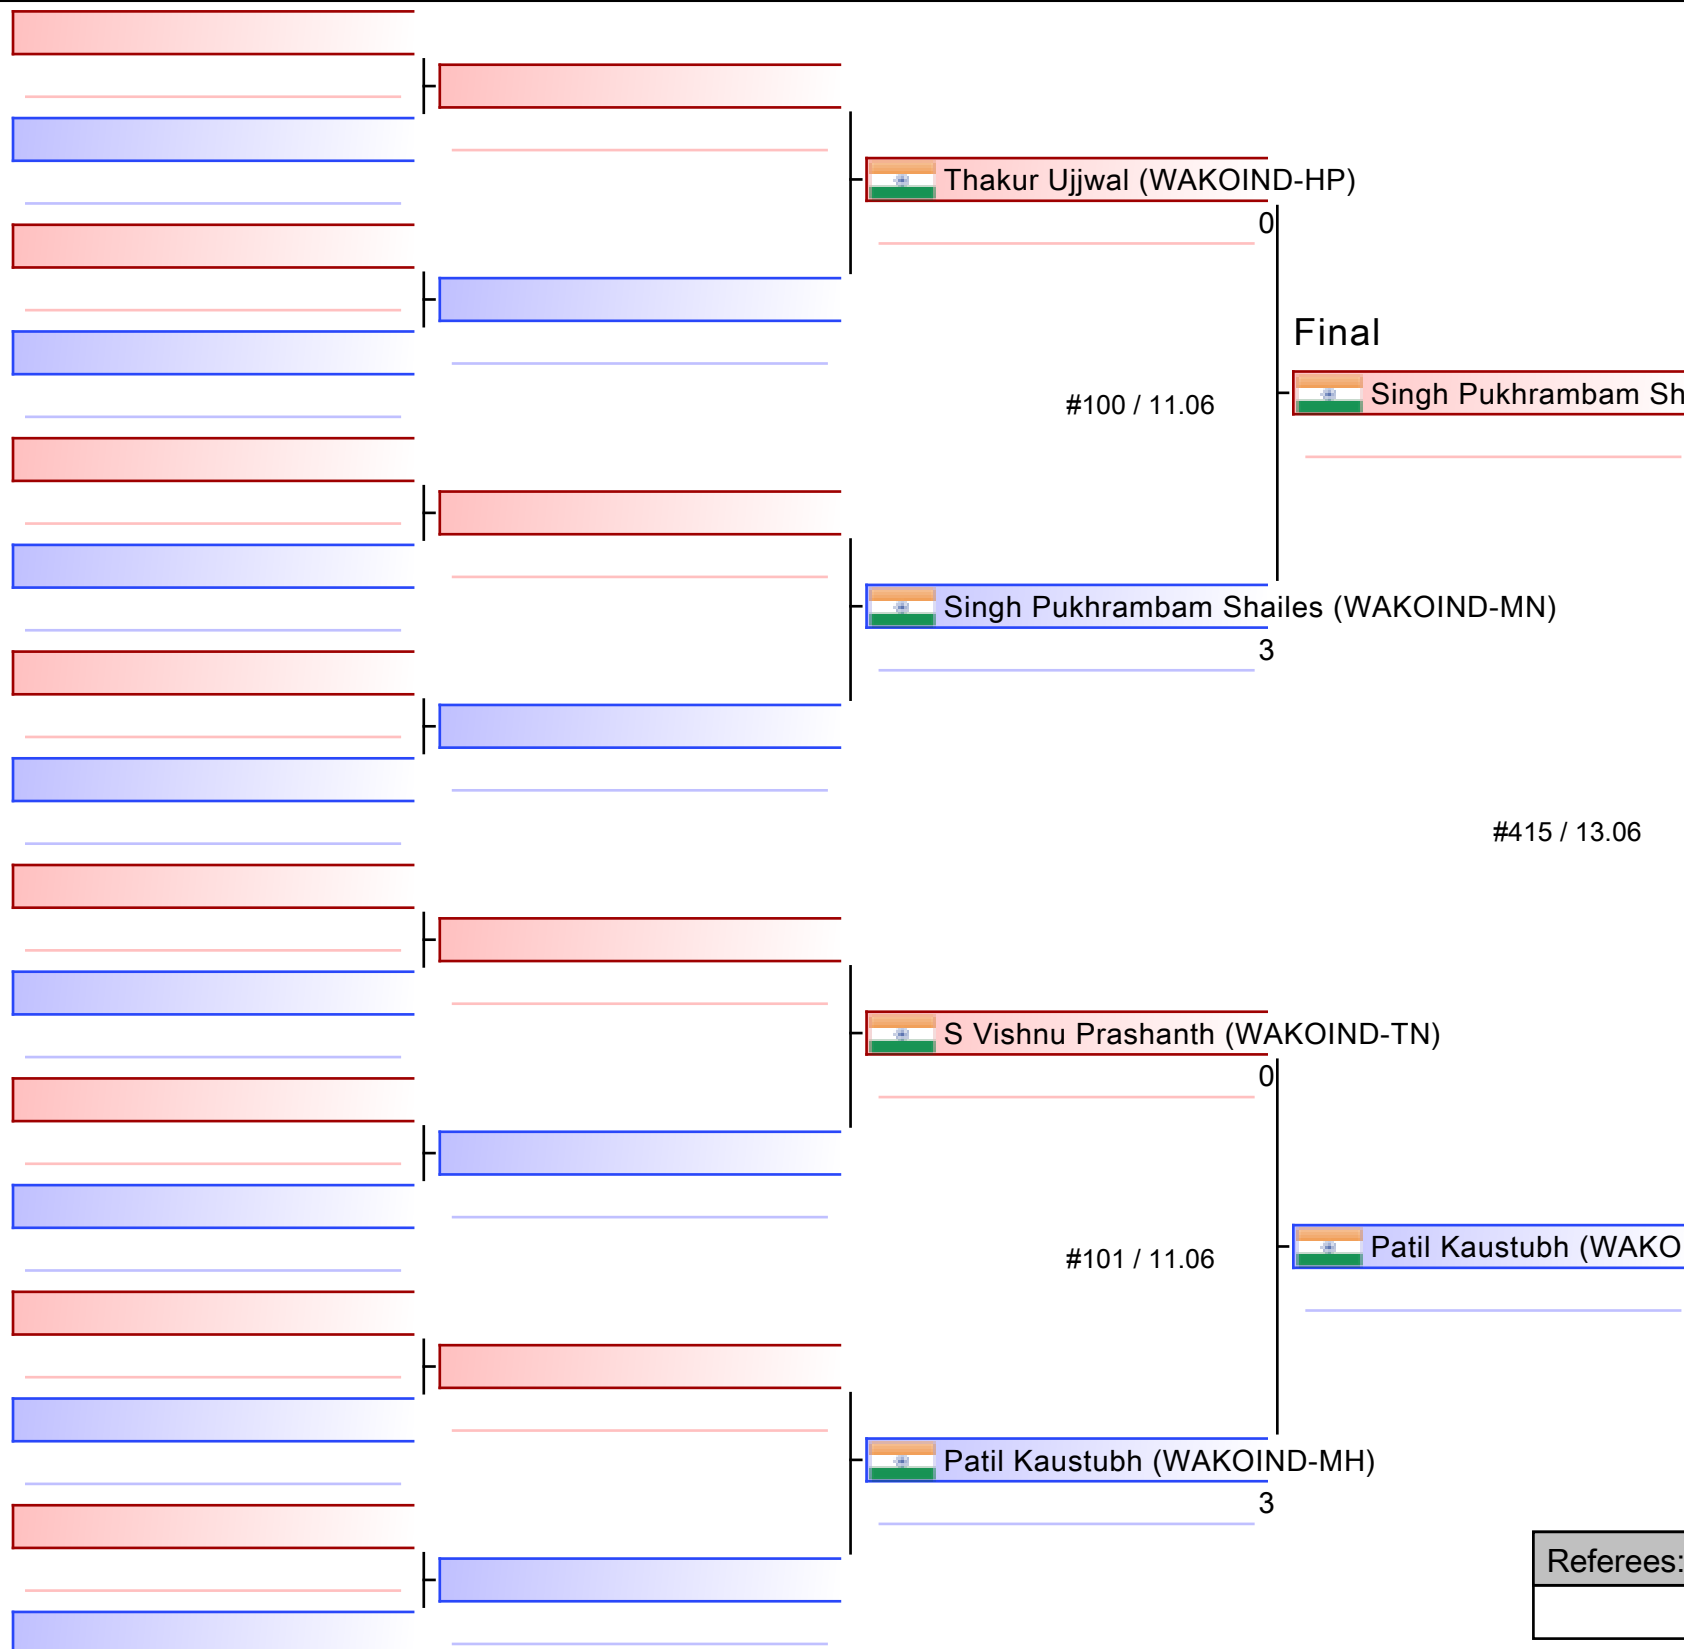 Thakur Ujjwal (WAKOIND-HP)
0
Final
#100 / 11.06
Singh Pukhrambam Sh
Singh Pukhrambam Shailes (WAKOIND-MN)
3
#415 / 13.06
S Vishnu Prashanth (WAKOIND-TN)
0
#101 / 11.06
Patil Kaustubh (WAKO
Patil Kaustubh (WAKOIND-MH)
3
Referees: